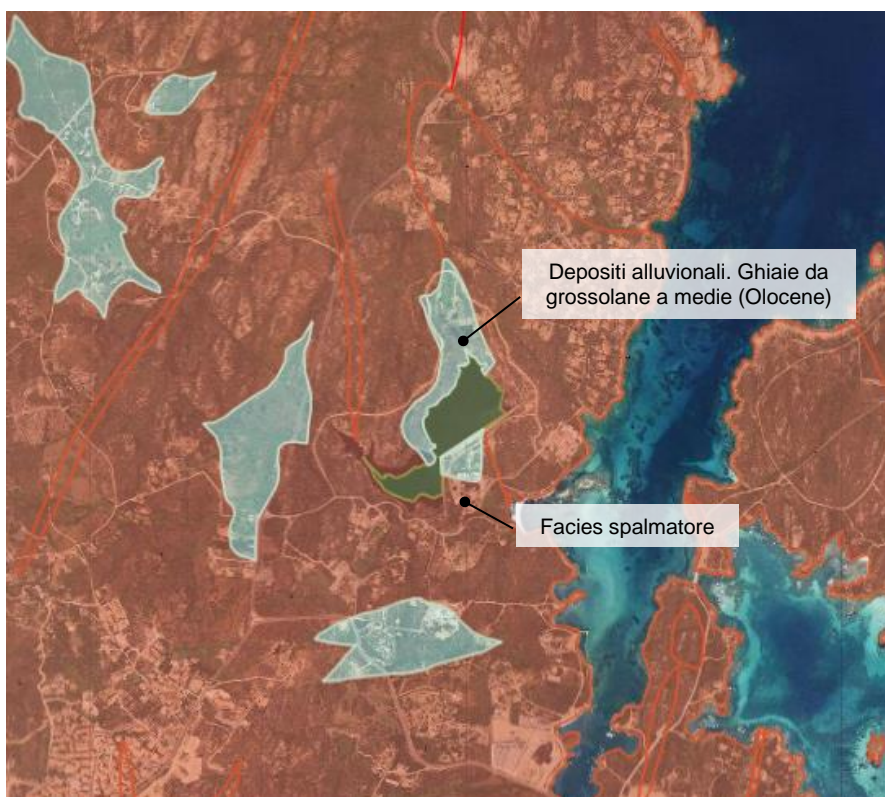 Depositi alluvionali. Ghiaie da
grossolane a medie (Olocene)
Facies spalmatore